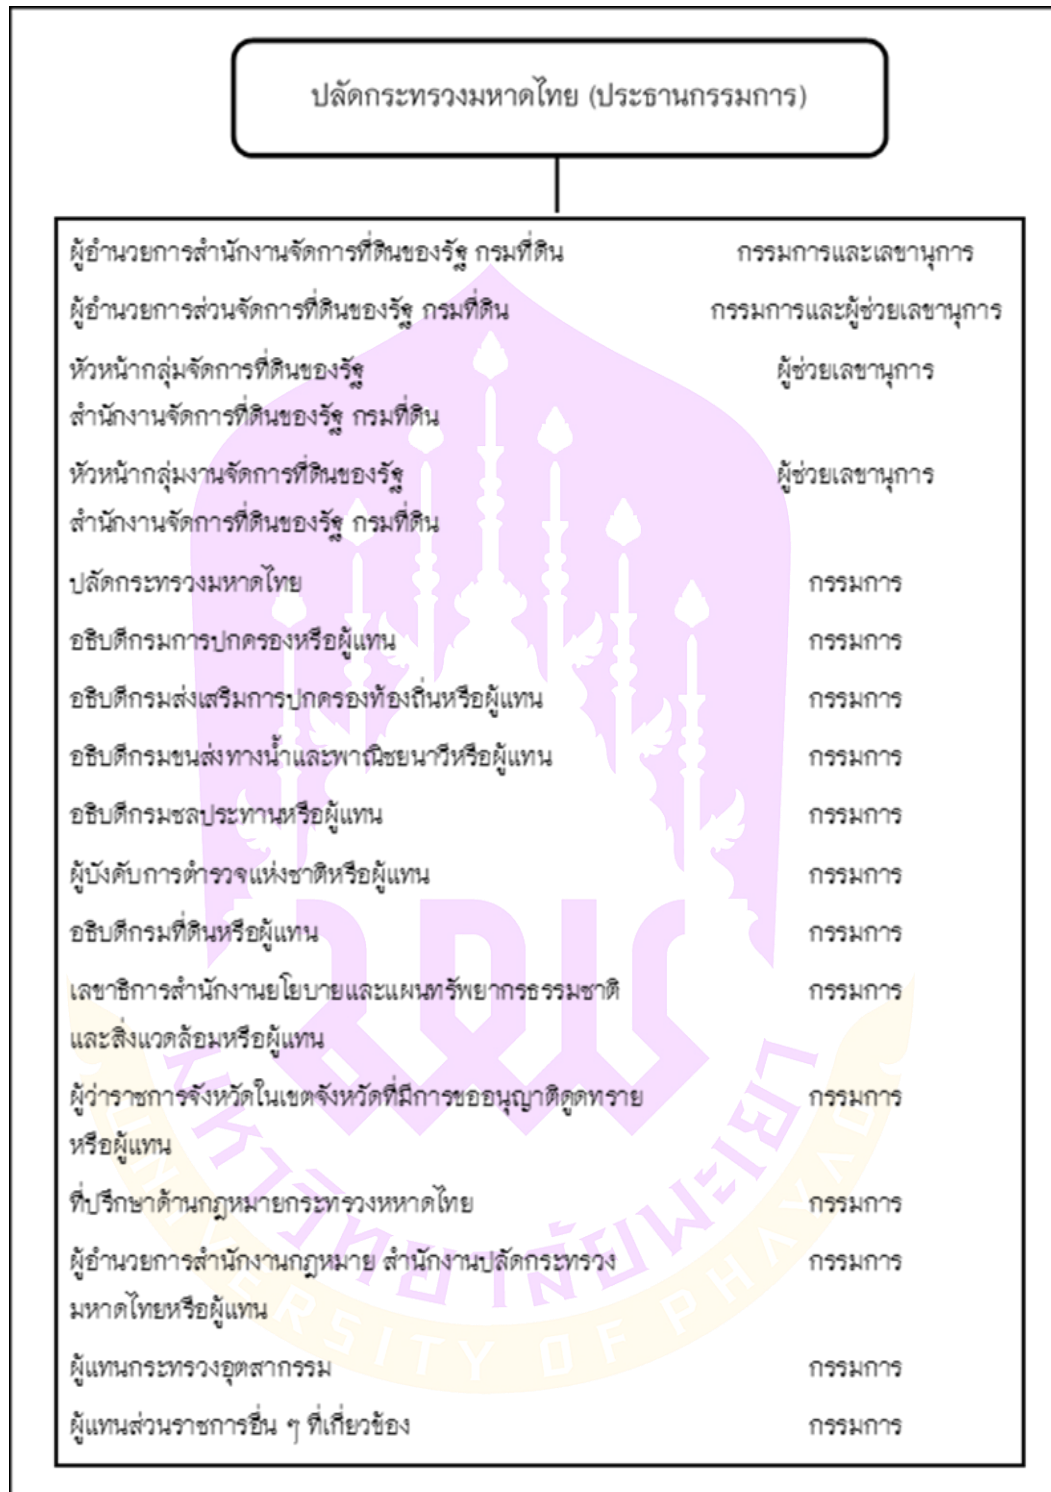 ปลัดกระทรวงมหาดไทย (ประธานกรรมการ)
ผู้อำนวยการสำนักงานจัดการที่ดินของรัฐ กรมที่ดิน กรรมการและเลขานุการ
ผู้อำนวยการส่วนจัดการที่ดินของรัฐ กรมที่ดิน กรรมการและผู้ช่วยเลขานุการ
หัวหน้ากลุ่มจัดการที่ดินของรัฐ ผู้ช่วยเลขานุการ
สำนักงานจัดการที่ดินของรัฐ กรมที่ดิน
หัวหน้ากลุ่มงานจัดการที่ดินของรัฐ ผู้ช่วยเลขานุการ
สำนักงานจัดการที่ดินของรัฐ กรมที่ดิน
ปลัดกระทรวงมหาดไทย กรรมการ
อธิบดีกรมการปกครองหรือผู้แทน กรรมการ
อธิบดีกรมส่งเสริมการปกครองท้องถิ่นหรือผู้แทน กรรมการ
อธิบดีกรมขนส่งทางน้ำและพาณิชยนาวีหรือผู้แทน กรรมการ
อธิบดีกรมชลประทานหรือผู้แทน กรรมการ
ผู้บังคับการตำรวจแห่งชาติหรือผู้แทน กรรมการ
อธิบดีกรมที่ดินหรือผู้แทน กรรมการ
เลขาธิการสำนักงานยโยบายและแผนทรัพยากรธรรมชาติ กรรมการ
และสิ่งแวดล้อมหรือผู้แทน
ผู้ว่าราชการจังหวัดในเขตจังหวัดที่มีการขออนุญาติดูดทราย กรรมการ
หรือผู้แทน
ที่ปรึกษาด้านกฎหมายกระทรวงหหาดไทย กรรมการ
ผู้อำนวยการสำนักงานกฎหมาย สำนักงานปลัดกระทรวง กรรมการ
มหาดไทยหรือผู้แทน
ผู้แทนกระทรวงอุตสากรรม กรรมการ
ผู้แทนส่วนราชการอื่น ๆ ที่เกี่ยวข้อง กรรมการ
มหาวิทยาลัยพะเยา
UNIVERSITY OF PHAYAO